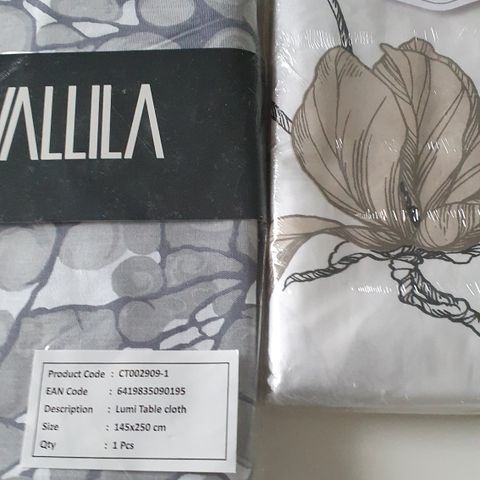 VALLILA
Product Code : CT002909-1
EAN Code : 6419835090195
Description : Lumi Table cloth
Size : 145x250 cm
Qty : 1 Pcs